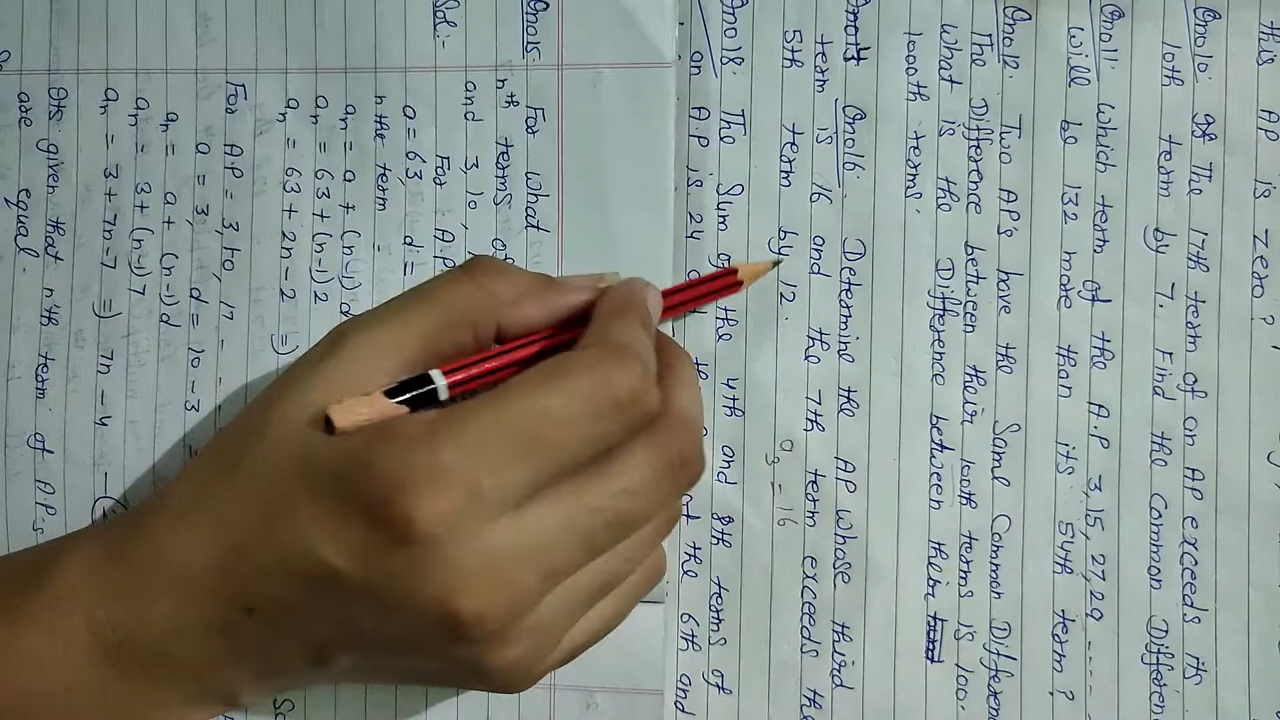 this AP is zero?
Qno10: If The 17th term of an AP exceeds its
10th term by 7. Find the Common Differen
Qno11: Which term of the A.P 3, 15, 27, 29 ----
Will be 132 more than its 54th term?
Qno12: Two AP's have the Same Common Differen
The Difference between their 100th terms is 100.
What is the Difference between their
1000th terms.
Qno16: Determine the AP whose third
term is 16 and the 7th term exceeds the
5th term by 12.
a3 = 16
Qno18: The Sum of the 4th and 8th terms of
an A.P is 24 the 6th and
Qno15: For what
nth terms of
and 3, 10,
Sol:- For A.P
a = 63, d =
n the term =
an = a + (n-1) d
an = 63 + (n-1) 2
an = 63 + 2n - 2 =)
For A.P = 3, 10, 17 - -
a = 3, d = 10 - 3
an = a + (n-1) d
an = 3 + (n-1) 7
an = 3 + 7n - 7 =) 7n - 4
Its given that nth term of A.P.s
are equal.